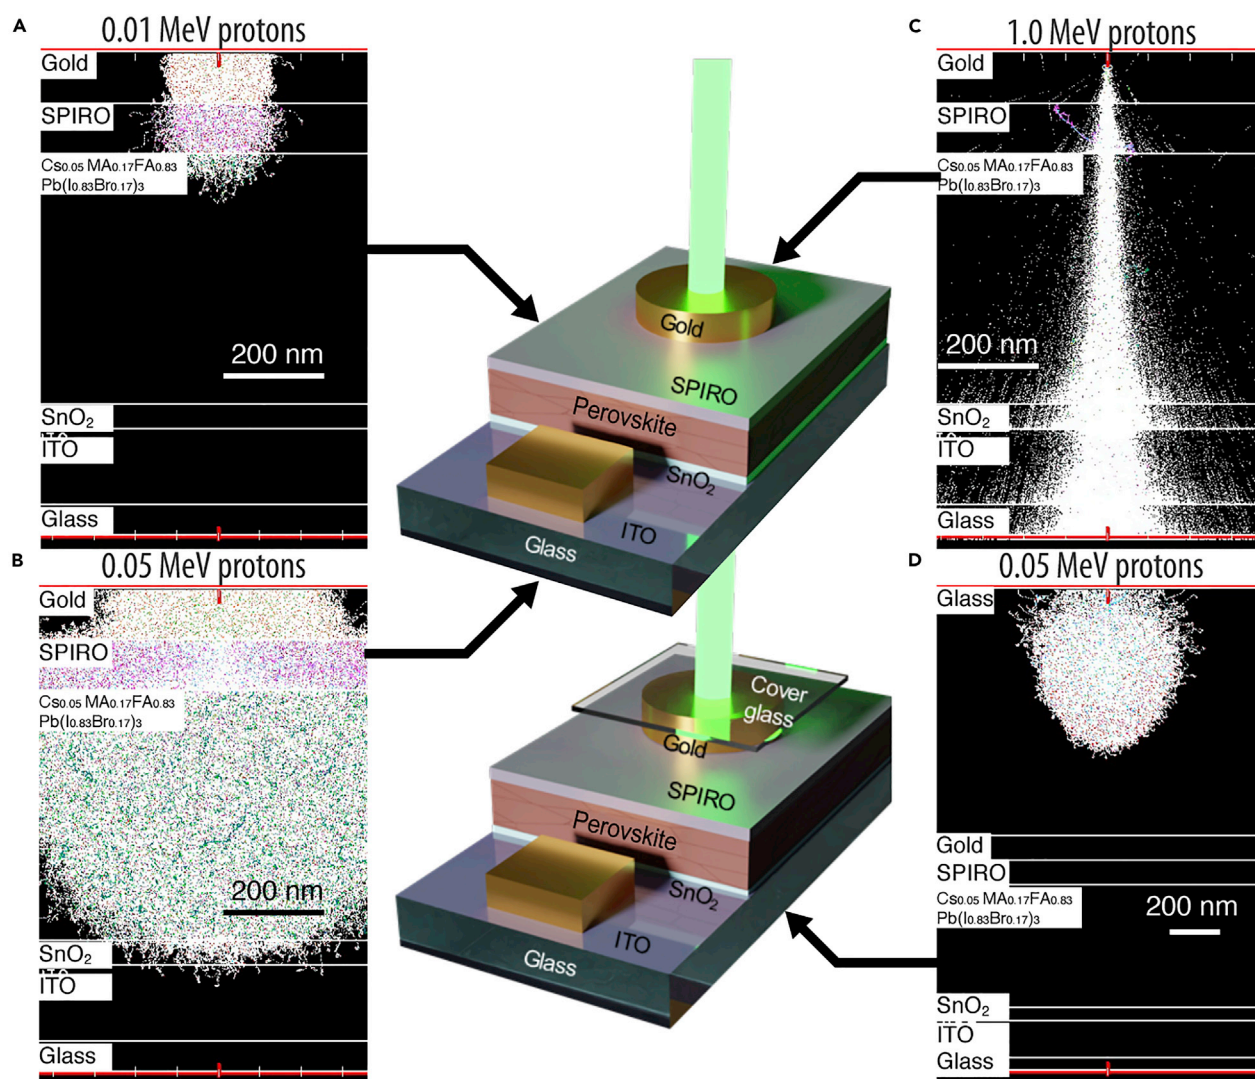 A
0.01 MeV protons
Gold
SPIRO
Cs0.05 MA0.17FA0.83
Pb(I0.83Br0.17)3
200 nm
SnO2
ITO
Glass
B
0.05 MeV protons
Gold
SPIRO
Cs0.05 MA0.17FA0.83
Pb(I0.83Br0.17)3
200 nm
SnO2
ITO
Glass
Gold
SPIRO
Perovskite
SnO2
ITO
Glass
Cover
glass
Gold
SPIRO
Perovskite
SnO2
ITO
Glass
C
1.0 MeV protons
Gold
SPIRO
Cs0.05 MA0.17FA0.83
Pb(I0.83Br0.17)3
200 nm
SnO2
ITO
Glass
D
0.05 MeV protons
Glass
Gold
SPIRO
Cs0.05 MA0.17FA0.83
Pb(I0.83Br0.17)3
200 nm
SnO2
ITO
Glass